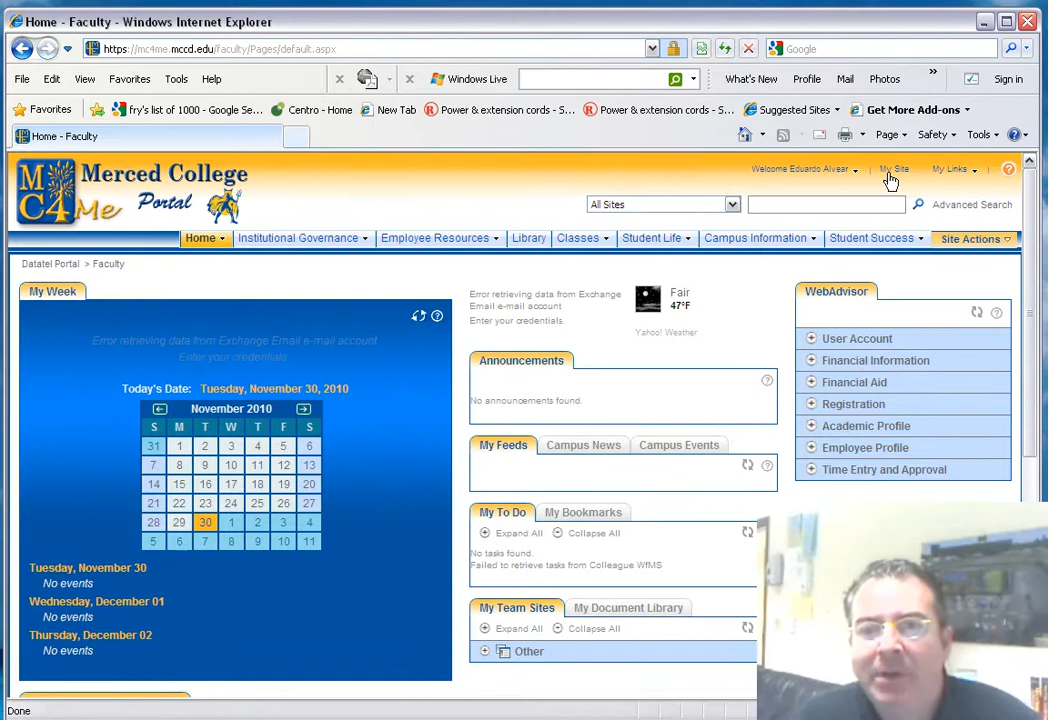 Home - Faculty - Windows Internet Explorer
https://mc4me.mccd.edu/faculty/Pages/default.aspx
Google
File Edit View Favorites Tools Help
Windows Live
What's New Profile Mail Photos » Sign in
Favorites
fry's list of 1000 - Google Se...
Centro - Home
New Tab
Power & extension cords - S...
Power & extension cords - S...
Suggested Sites
Get More Add-ons
Home - Faculty
Page Safety Tools
MC4Me
Merced College
Portal
Welcome Eduardo Alvear | My Site | My Links |
All Sites
Advanced Search
Home Institutional Governance Employee Resources Library Classes Student Life Campus Information Student Success Site Actions
Datatel Portal > Faculty
My Week
Error retrieving data from Exchange Email e-mail account
Enter your credentials.
Today's Date: Tuesday, November 30, 2010
November 2010
S M T W T F S
31 1 2 3 4 5 6
7 8 9 10 11 12 13
14 15 16 17 18 19 20
21 22 23 24 25 26 27
28 29 30 1 2 3 4
5 6 7 8 9 10 11
Tuesday, November 30
No events
Wednesday, December 01
No events
Thursday, December 02
No events
Error retrieving data from Exchange
Email e-mail account
Enter your credentials.
Fair
47°F
Yahoo! Weather
Announcements
No announcements found.
My Feeds Campus News Campus Events
My To Do My Bookmarks
Expand All Collapse All
No tasks found.
Failed to retrieve tasks from Colleague WfMS
My Team Sites My Document Library
Expand All Collapse All
Other
WebAdvisor
User Account
Financial Information
Financial Aid
Registration
Academic Profile
Employee Profile
Time Entry and Approval
Done